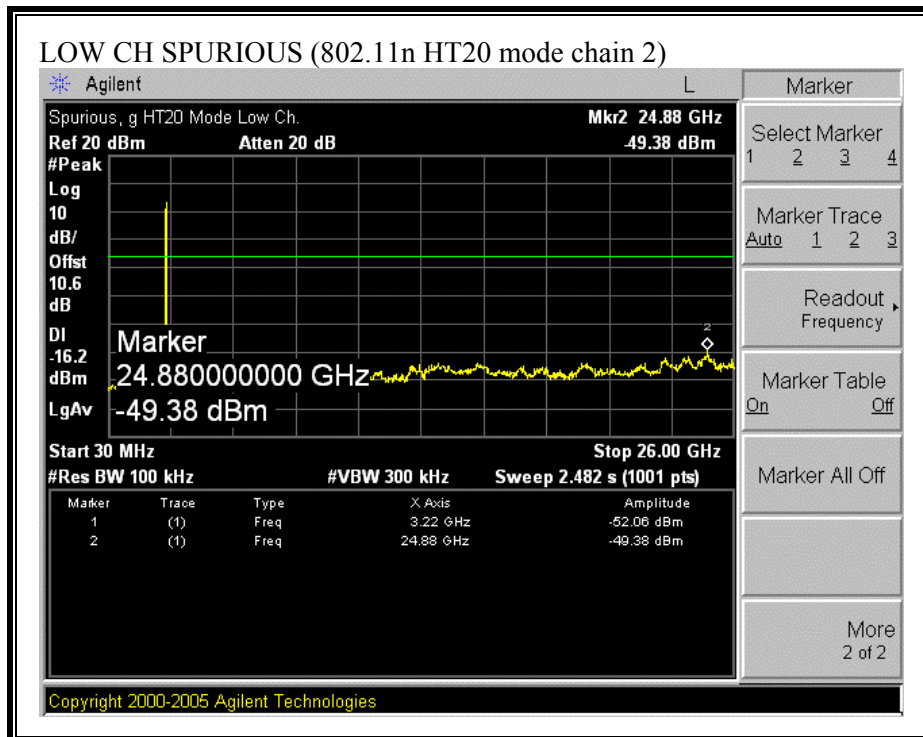 LOW CH SPURIOUS (802.11n HT20 mode chain 2)
Agilent L
Spurious, g HT20 Mode Low Ch. Mkr2 24.88 GHz
Ref 20 dBm Atten 20 dB -49.38 dBm
#Peak
Log
10
dB/
Offst
10.6
dB
DI
-16.2
dBm
LgAv
2
Marker
24.880000000 GHz
-49.38 dBm
Start 30 MHz Stop 26.00 GHz
#Res BW 100 kHz #VBW 300 kHz Sweep 2.482 s (1001 pts)
Marker Trace Type X Axis Amplitude
1 (1) Freq 3.22 GHz -52.06 dBm
2 (1) Freq 24.88 GHz -49.38 dBm
Copyright 2000-2005 Agilent Technologies
Marker
Select Marker
1 2 3 4
Marker Trace
Auto 1 2 3
Readout
Frequency
Marker Table
On Off
Marker All Off
More
2 of 2